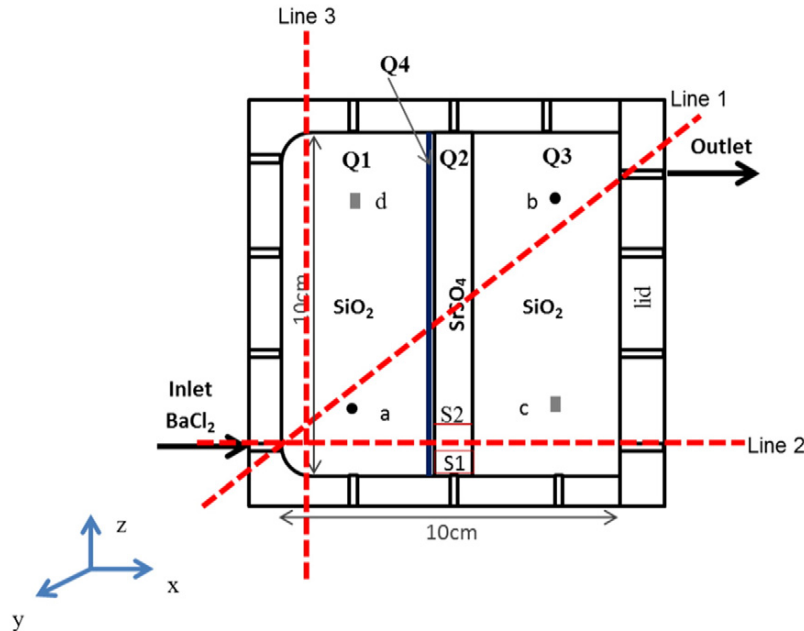 Line 3
Q4
Line 1
Outlet
Q1
Q2
Q3
d
b
10cm
SiO₂
SrSO₄
SiO₂
lid
Inlet
BaCl₂
a
S2
c
S1
Line 2
10cm
z
x
y